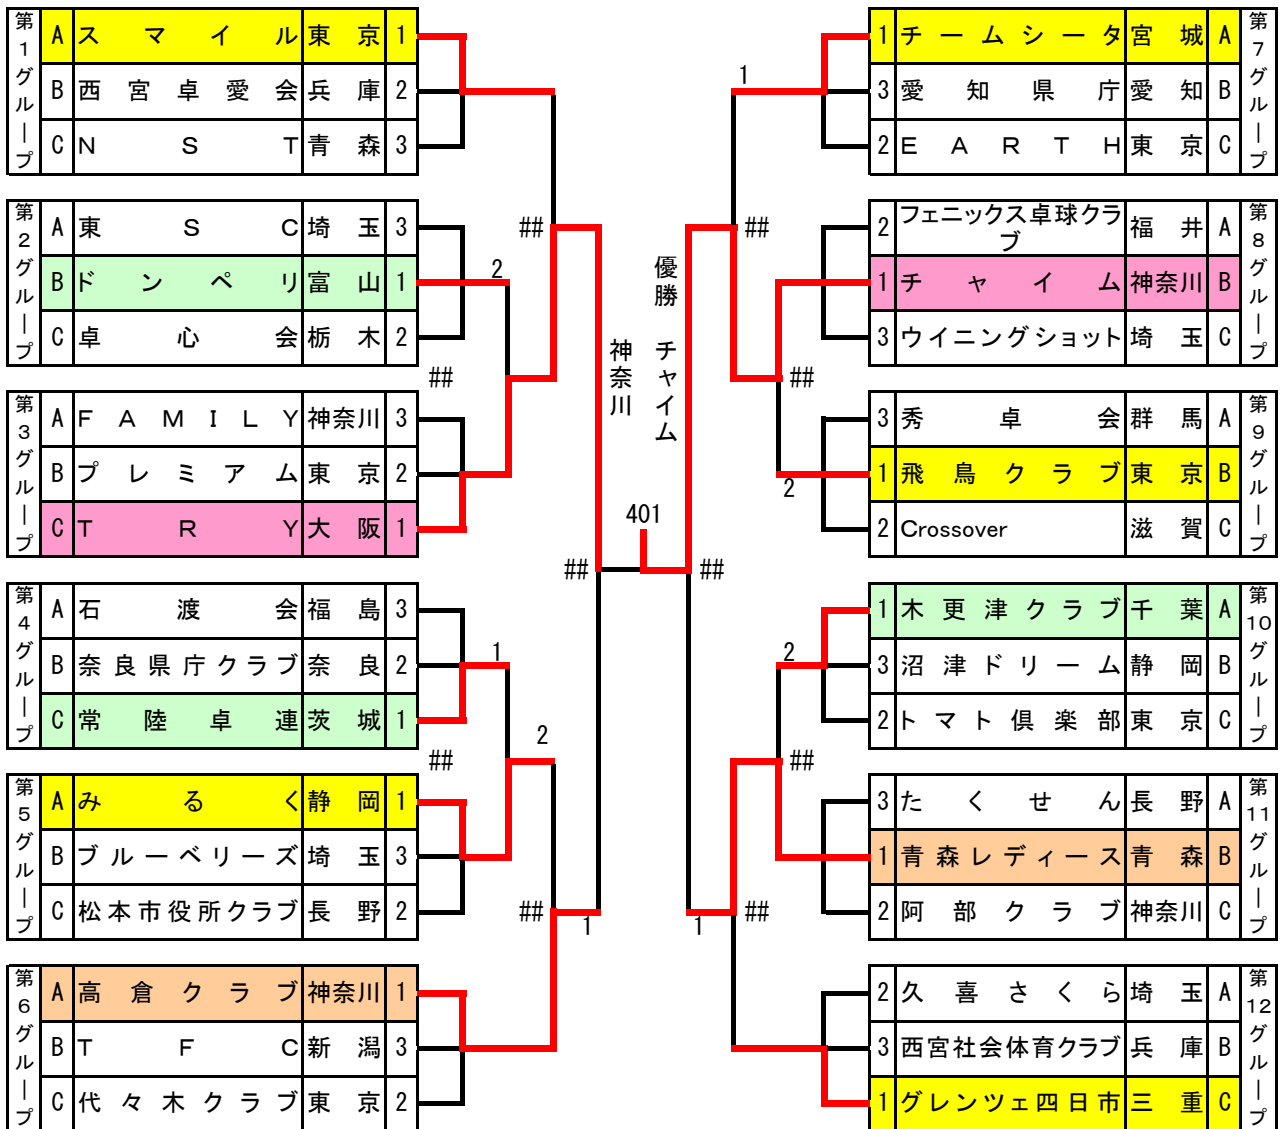 第1グループ
A スマイル 東京 1
B 西宮卓愛会 兵庫 2
C NST 青森 3
第2グループ
A 東SC 埼玉 3
B ドンペリ 富山 1
C 卓心会 栃木 2
第3グループ
A FAMILY 神奈川 3
B プレミアム 東京 2
C TRY 大阪 1
第4グループ
A 石渡会 福島 3
B 奈良県庁クラブ 奈良 2
C 常陸卓連 茨城 1
第5グループ
A みるく 静岡 1
B ブルーベリーズ 埼玉 3
C 松本市役所クラブ 長野 2
第6グループ
A 高倉クラブ 神奈川 1
B TFC 新潟 3
C 代々木クラブ 東京 2
##
2
##
1
##
2
##
1
##
神奈川
優勝 チャイム
401
##
1
##
##
2
2
##
##
1
第7グループ
1 チームシータ 宮城 A
3 愛知県庁 愛知 B
2 EARTH 東京 C
第8グループ
2 フェニックス卓球クラ
ブ 福井 A
1 チャイム 神奈川 B
3 ウイニングショット 埼玉 C
第9グループ
3 秀卓会 群馬 A
1 飛鳥クラブ 東京 B
2 Crossover 滋賀 C
第10グループ
1 木更津クラブ 千葉 A
3 沼津ドリーム 静岡 B
2 トマト倶楽部 東京 C
第11グループ
3 たくせん 長野 A
1 青森レディース 青森 B
2 阿部クラブ 神奈川 C
第12グループ
2 久喜さくら 埼玉 A
3 西宮社会体育クラブ 兵庫 B
1 グレンツェ四日市 三重 C